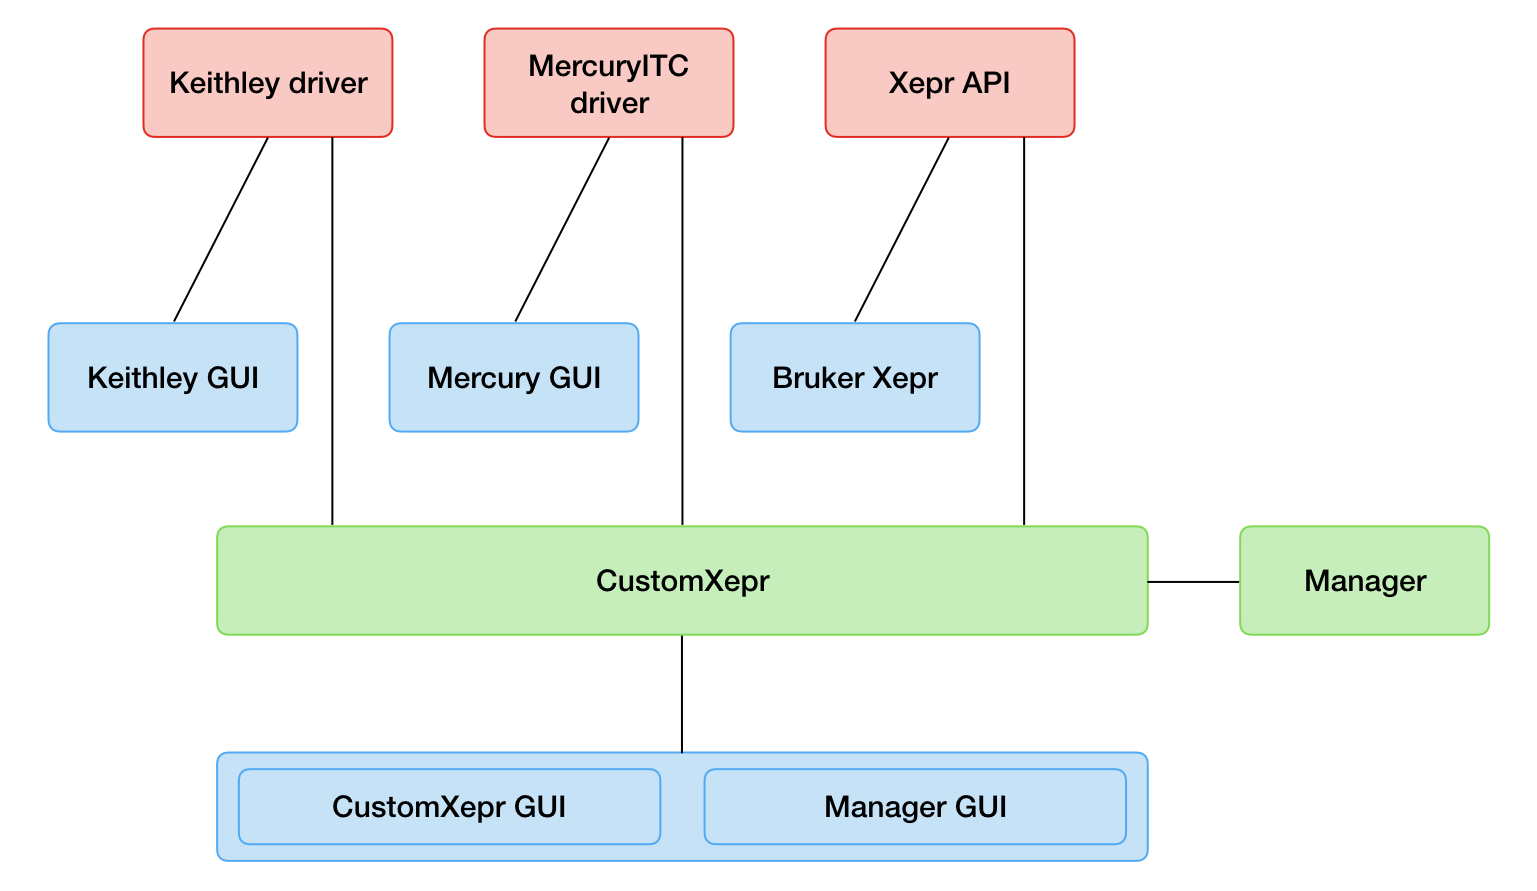 Keithley driver
MercuryITC
driver
Xepr API
Keithley GUI
Mercury GUI
Bruker Xepr
CustomXepr
Manager
CustomXepr GUI
Manager GUI